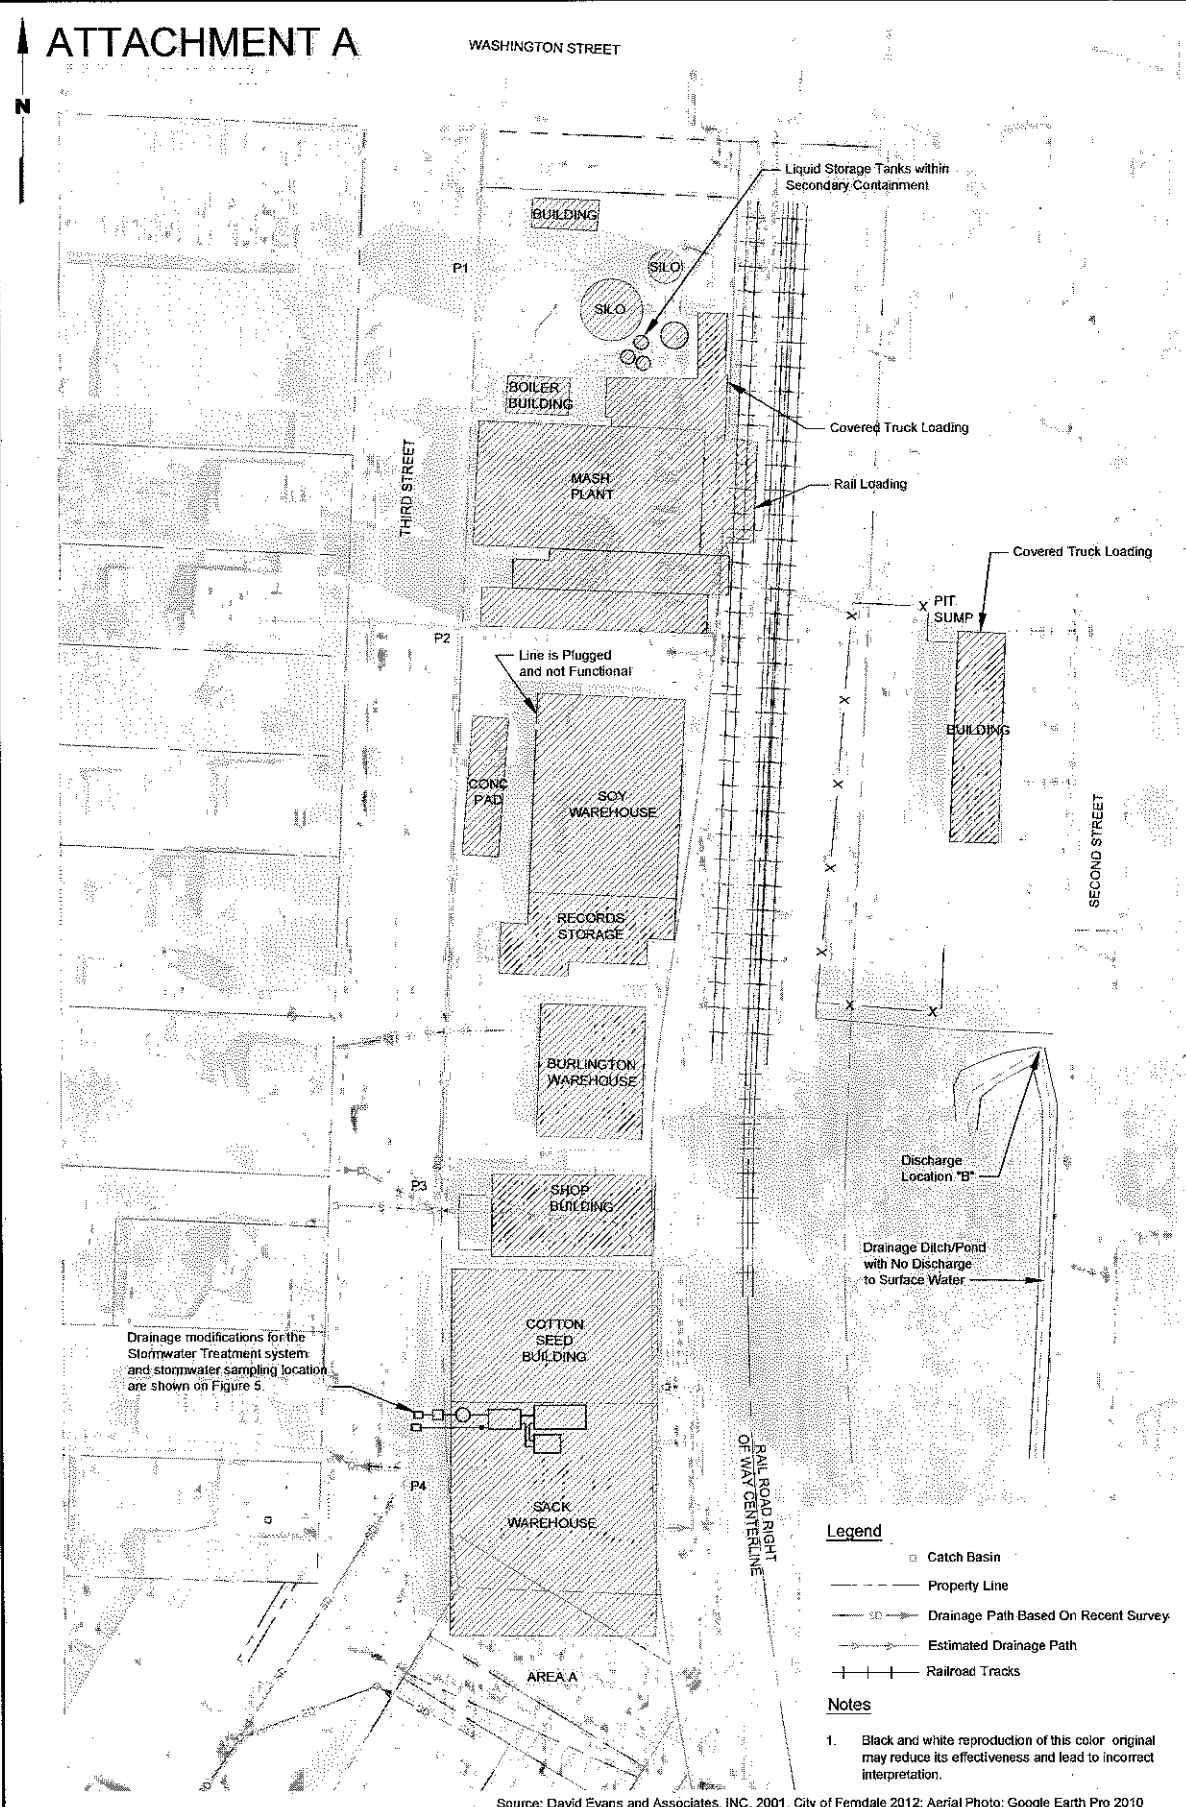 ATTACHMENT A
WASHINGTON STREET
N
Liquid Storage Tanks within
Secondary Containment
BUILDING
P1
SILO
SILO
BOILER
BUILDING
Covered Truck Loading
THIRD STREET
MASH
PLANT
Rail Loading
Covered Truck Loading
X
X
PIT
SUMP
P2
Line is Plugged
and not Functional
X
BUILDING
CONC
PAD
SOY
WAREHOUSE
X
SECOND STREET
X
RECORDS
STORAGE
X
X
X
BURLINGTON
WAREHOUSE
Discharge
Location "B"
P3
SHOP
BUILDING
Drainage Ditch/Pond
with No Discharge
to Surface Water
COTTON
SEED
BUILDING
Drainage modifications for the
Stormwater Treatment system
and stormwater sampling location
are shown on Figure 5.
RAIL ROAD RIGHT
OF WAY CENTERLINE
P4
SACK
WAREHOUSE
AREA A
Legend
Catch Basin
Property Line
SD
Drainage Path Based On Recent Survey
Estimated Drainage Path
Railroad Tracks
Notes
1. Black and white reproduction of this color original
may reduce its effectiveness and lead to incorrect
interpretation.
Source: David Evans and Associates, INC, 2001, City of Ferndale 2012; Aerial Photo: Google Earth Pro 2010